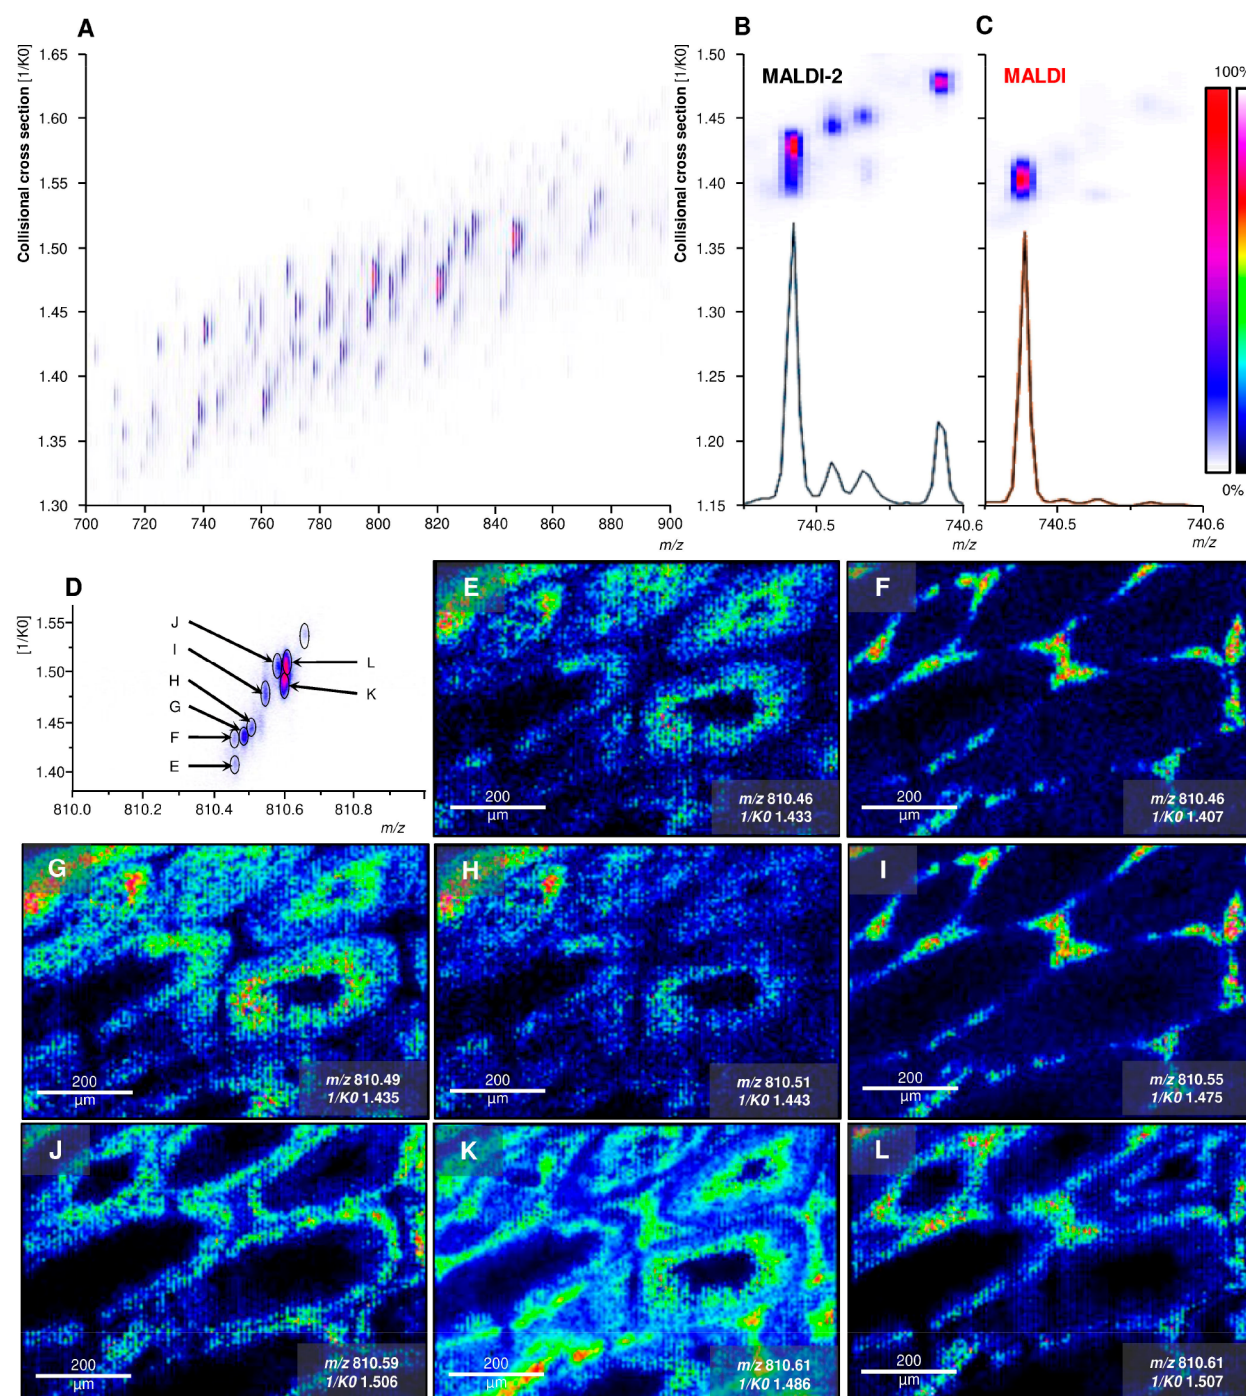 A
B
C
Collisional cross section [1/K0]
1.65
1.60
1.55
1.50
1.45
1.40
1.35
1.30
700
720
740
760
780
800
820
840
860
880
900
m/z
Collisional cross section [1/K0]
1.50
1.45
1.40
1.35
1.30
1.25
1.20
1.15
MALDI-2
740.5
740.6
m/z
MALDI
740.5
740.6
m/z
100%
0%
D
[1/K0]
1.55
1.50
1.45
1.40
J
I
H
G
F
E
L
K
810.0
810.2
810.4
810.6
810.8
m/z
E
200
µm
m/z 810.46
1/K0 1.433
F
200
µm
m/z 810.46
1/K0 1.407
G
200
µm
m/z 810.49
1/K0 1.435
H
200
µm
m/z 810.51
1/K0 1.443
I
200
µm
m/z 810.55
1/K0 1.475
J
200
µm
m/z 810.59
1/K0 1.506
K
200
µm
m/z 810.61
1/K0 1.486
L
200
µm
m/z 810.61
1/K0 1.507